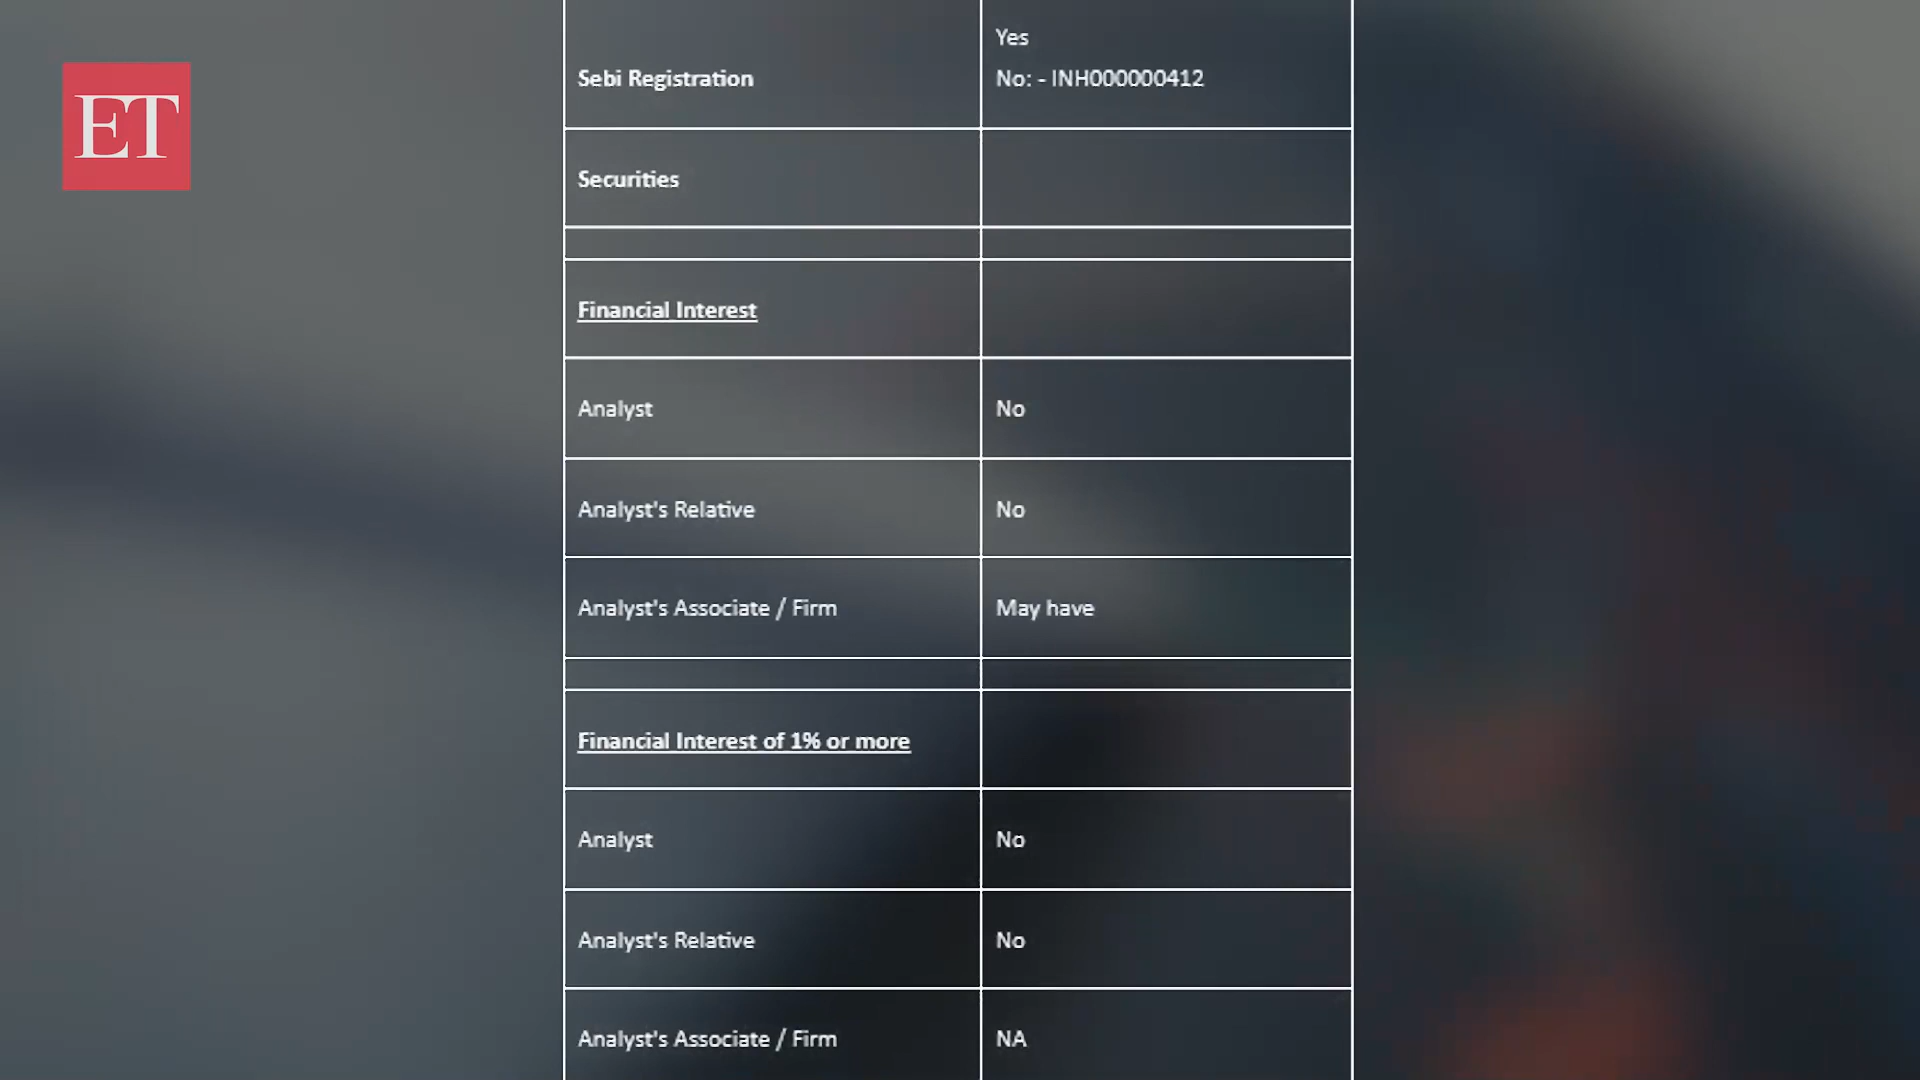 ET
Yes
Sebi Registration No: - INH000000412
Securities
Financial Interest
Analyst No
Analyst's Relative No
Analyst's Associate / Firm May have
Financial Interest of 1% or more
Analyst No
Analyst's Relative No
Analyst's Associate / Firm NA